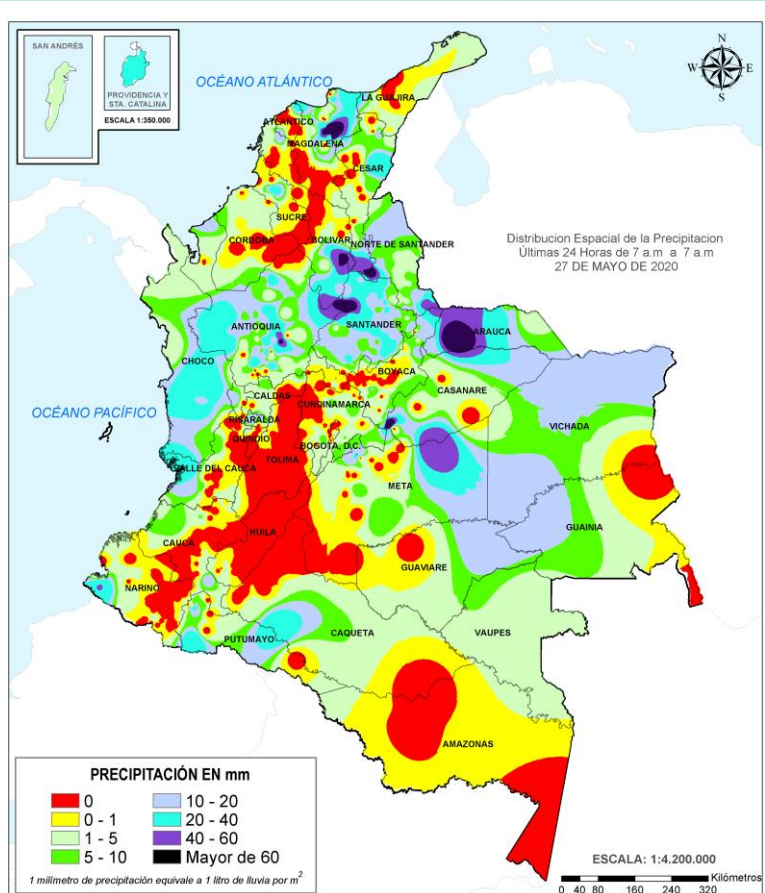 SAN ANDRÉS
PROVIDENCIA Y
STA. CATALINA
ESCALA 1:350.000
OCÉANO ATLÁNTICO
N
W
E
S
LA GUAJIRA
ATLANTICO
MAGDALENA
CESAR
SUCRE
CORDOBA
BOLIVAR
NORTE DE SANTANDER
Distribucion Espacial de la Precipitacion
Últimas 24 Horas de 7 a.m a 7 a.m
27 DE MAYO DE 2020
ANTIOQUIA
SANTANDER
ARAUCA
CHOCO
BOYACA
CASANARE
CALDAS
CUNDINAMARCA
OCÉANO PACÍFICO
RISARALDA
VICHADA
QUINDIO
BOGOTA, D.C.
TOLIMA
VALLE DEL CAUCA
META
GUAINIA
CAUCA
HUILA
GUAVIARE
NARIÑO
PUTUMAYO
CAQUETA
VAUPES
AMAZONAS
PRECIPITACIÓN EN mm
0
10 - 20
0 - 1
20 - 40
1 - 5
40 - 60
5 - 10
Mayor de 60
1 milímetro de precipitación equivale a 1 litro de lluvia por m²
ESCALA: 1:4.200.000
Kilómetros
0 40 80 160 240 320